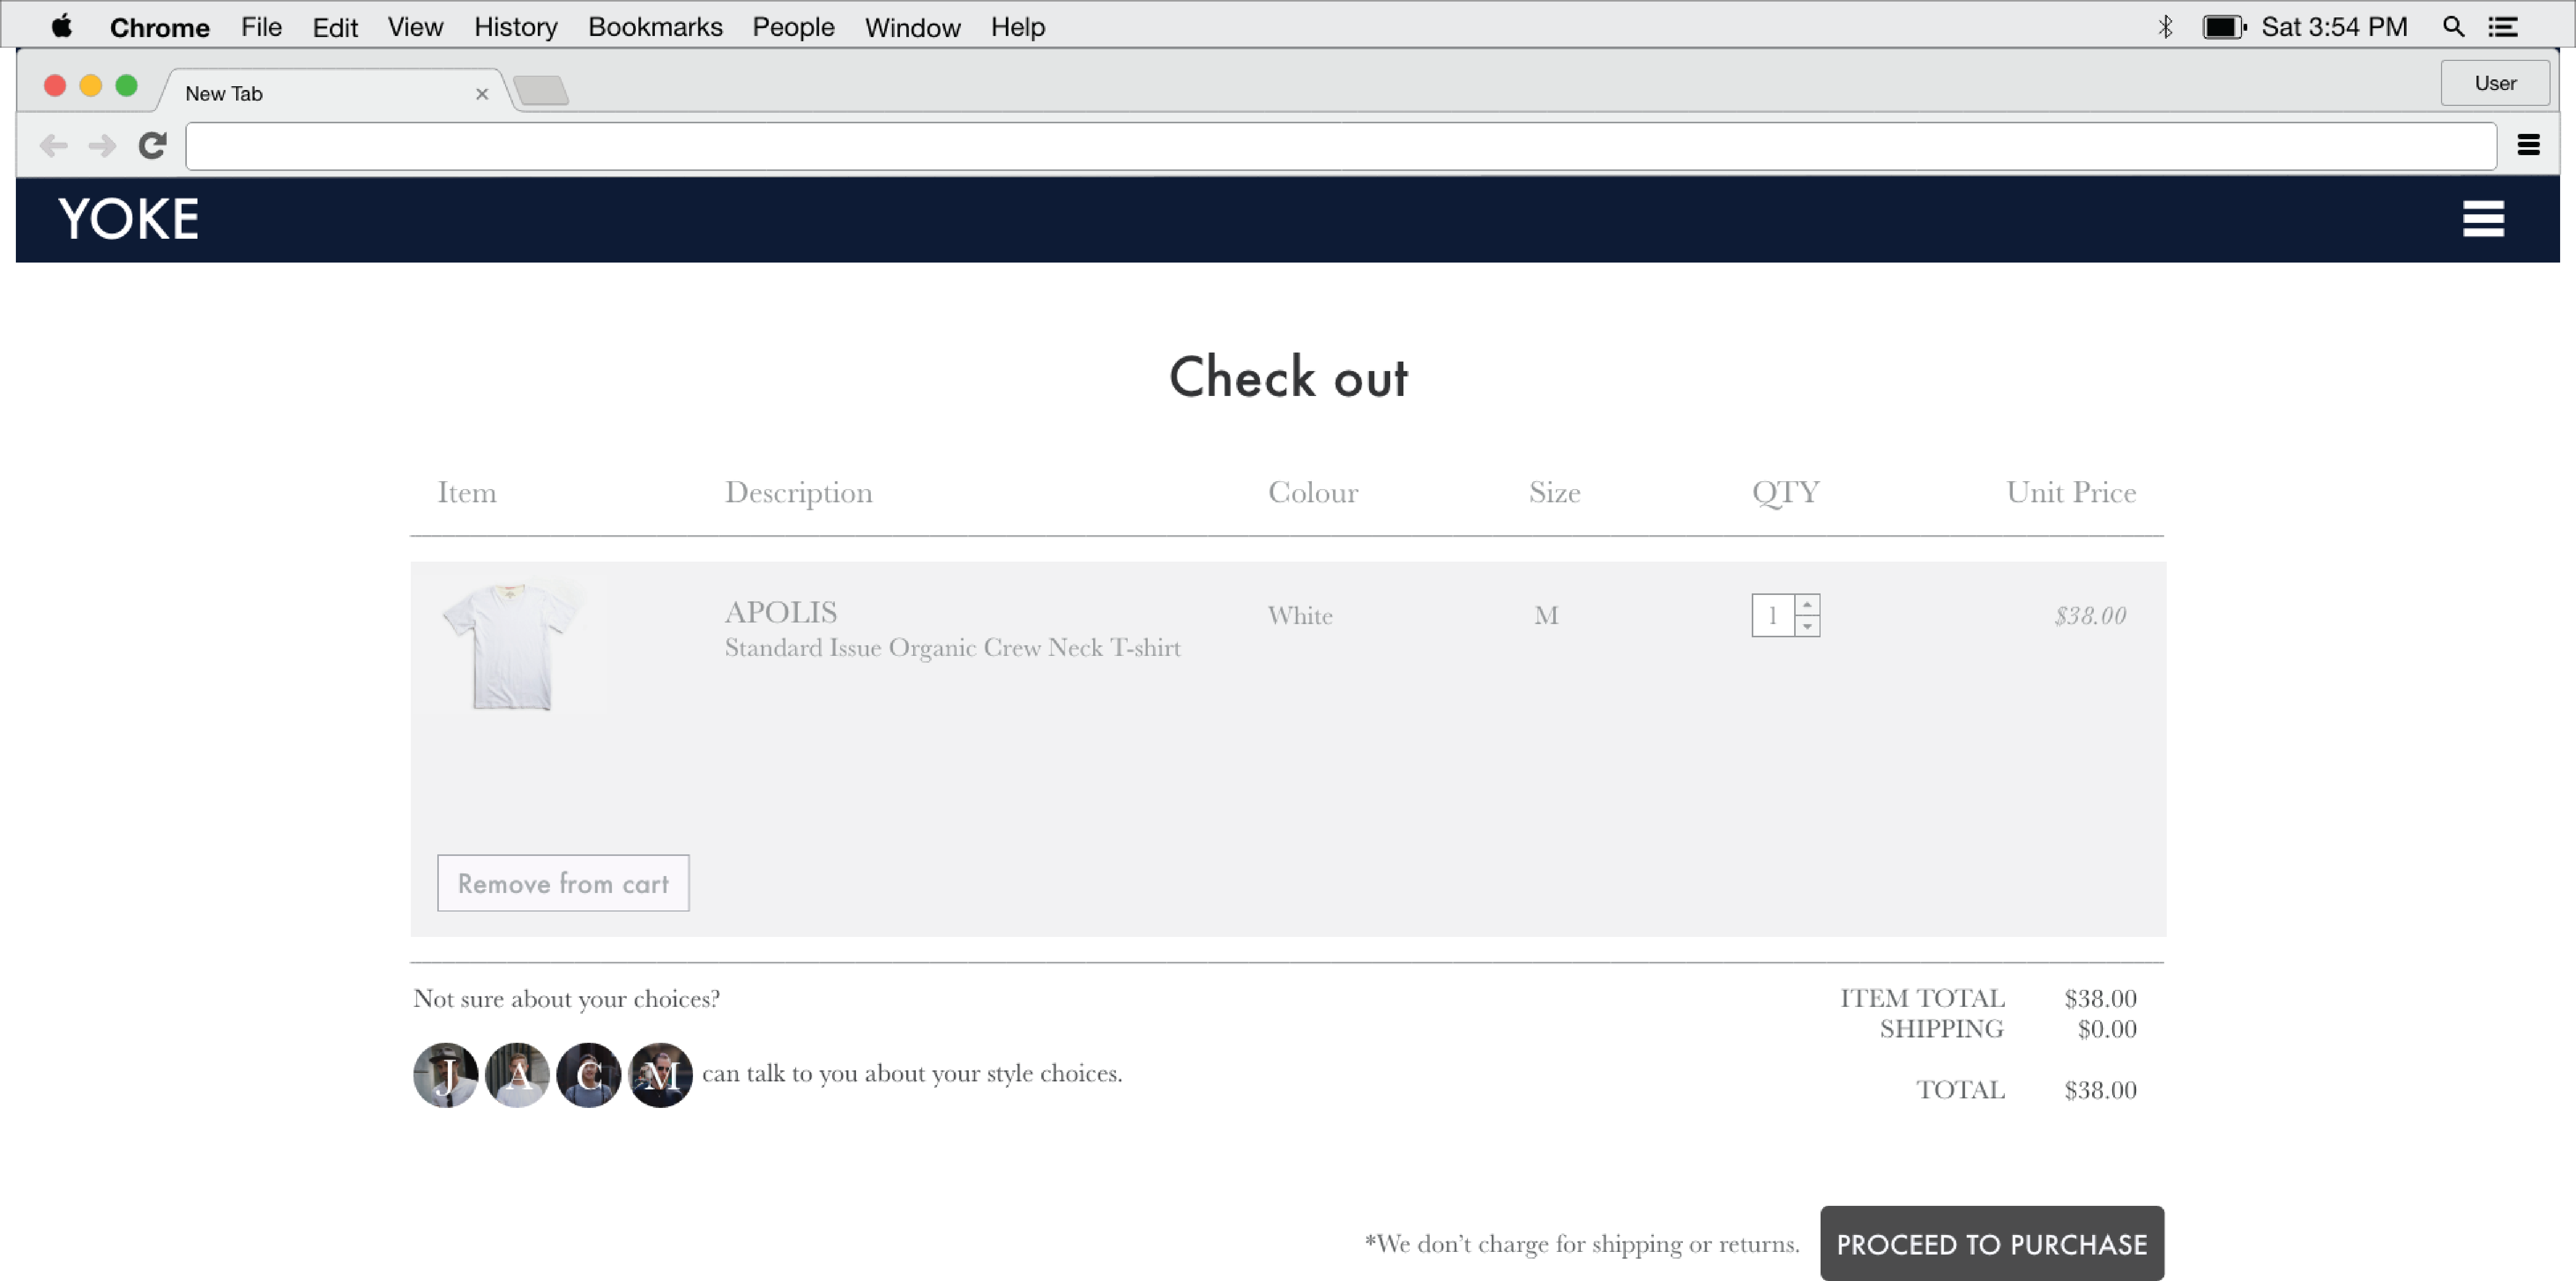 Chrome File Edit View History Bookmarks People Window Help Sat 3:54 PM
New Tab User
YOKE
Check out
Item Description Colour Size QTY Unit Price
APOLIS White M 1 $38.00
Standard Issue Organic Crew Neck T-shirt
Remove from cart
Not sure about your choices? ITEM TOTAL $38.00
SHIPPING $0.00
J A C M can talk to you about your style choices.
TOTAL $38.00
*We don't charge for shipping or returns. PROCEED TO PURCHASE